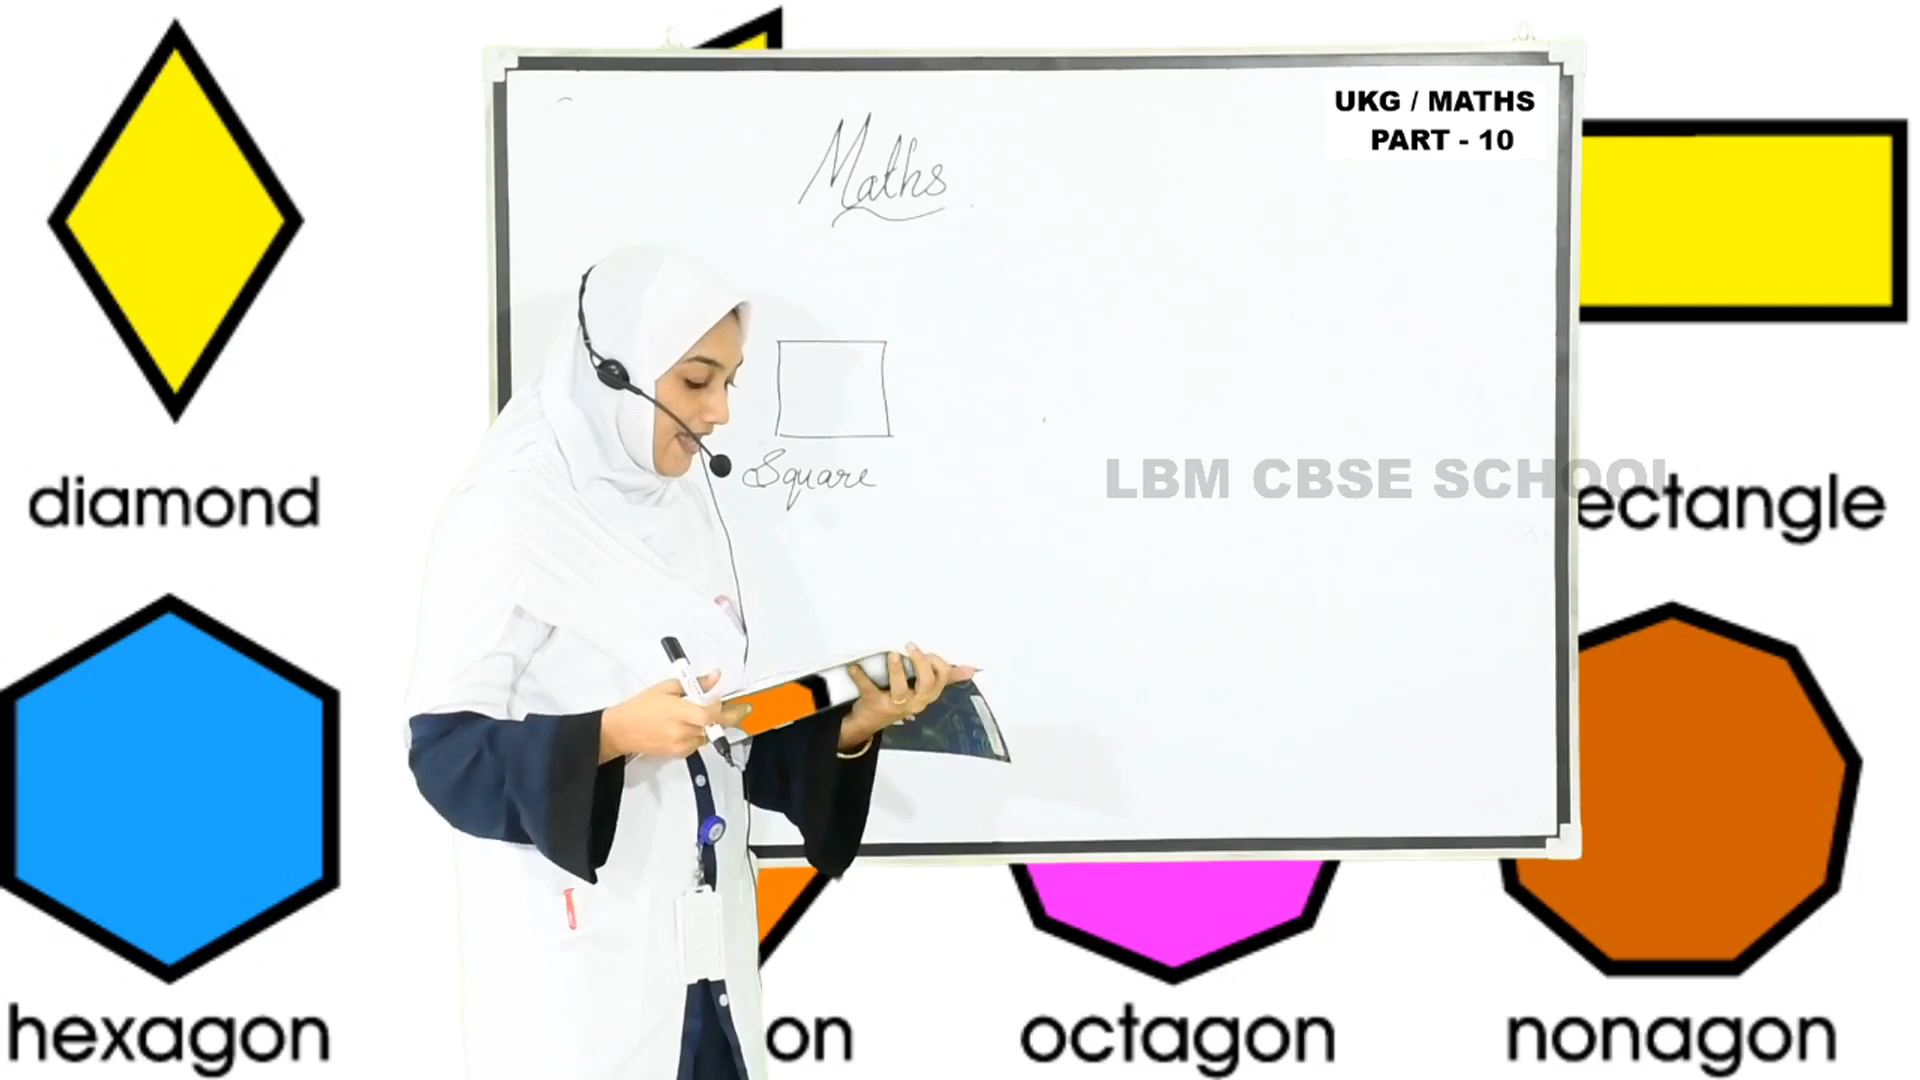 UKG / MATHS
PART - 10
Maths
Square
LBM CBSE SCHOOL
diamond
ectangle
hexagon
on
octagon
nonagon